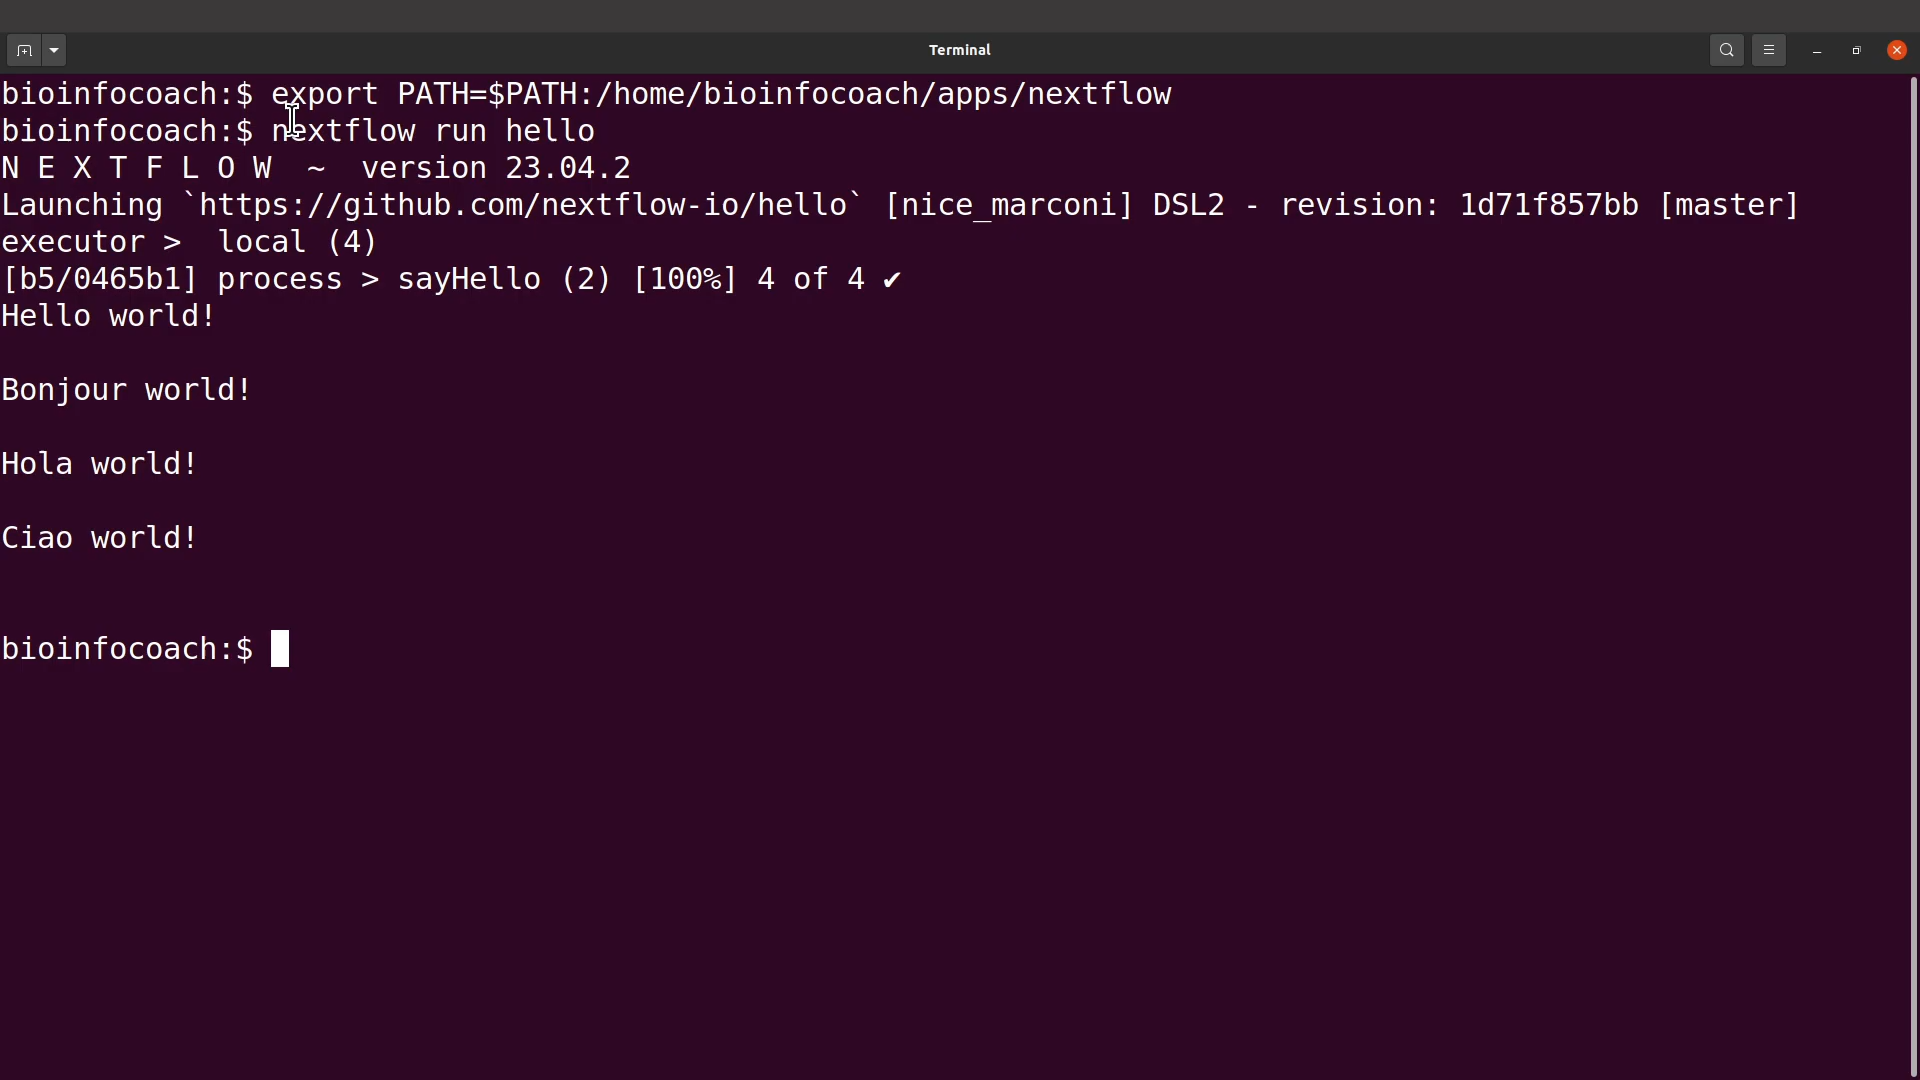 Terminal
bioinfocoach:$ export PATH=$PATH:/home/bioinfocoach/apps/nextflow
bioinfocoach:$ nextflow run hello
N E X T F L O W  ~  version 23.04.2
Launching `https://github.com/nextflow-io/hello` [nice_marconi] DSL2 - revision: 1d71f857bb [master]
executor >  local (4)
[b5/0465b1] process > sayHello (2) [100%] 4 of 4 ✔
Hello world!
Bonjour world!
Hola world!
Ciao world!
bioinfocoach:$